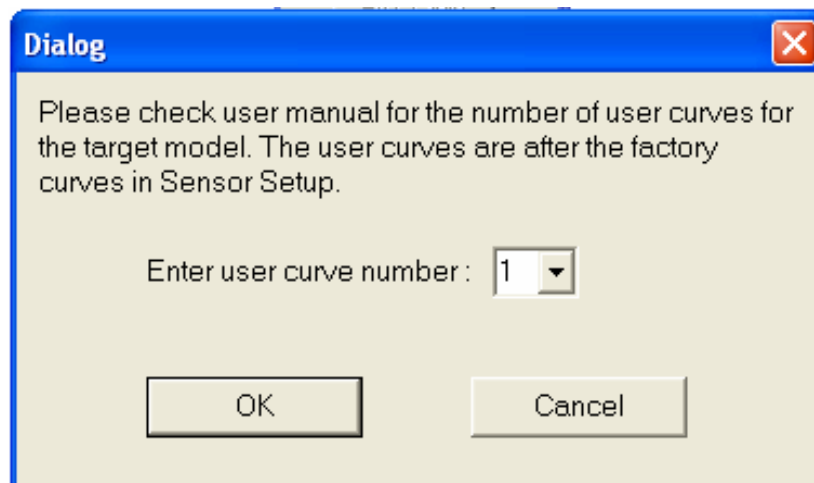 Dialog
Please check user manual for the number of user curves for
the target model. The user curves are after the factory
curves in Sensor Setup.
Enter user curve number : 1
OK Cancel